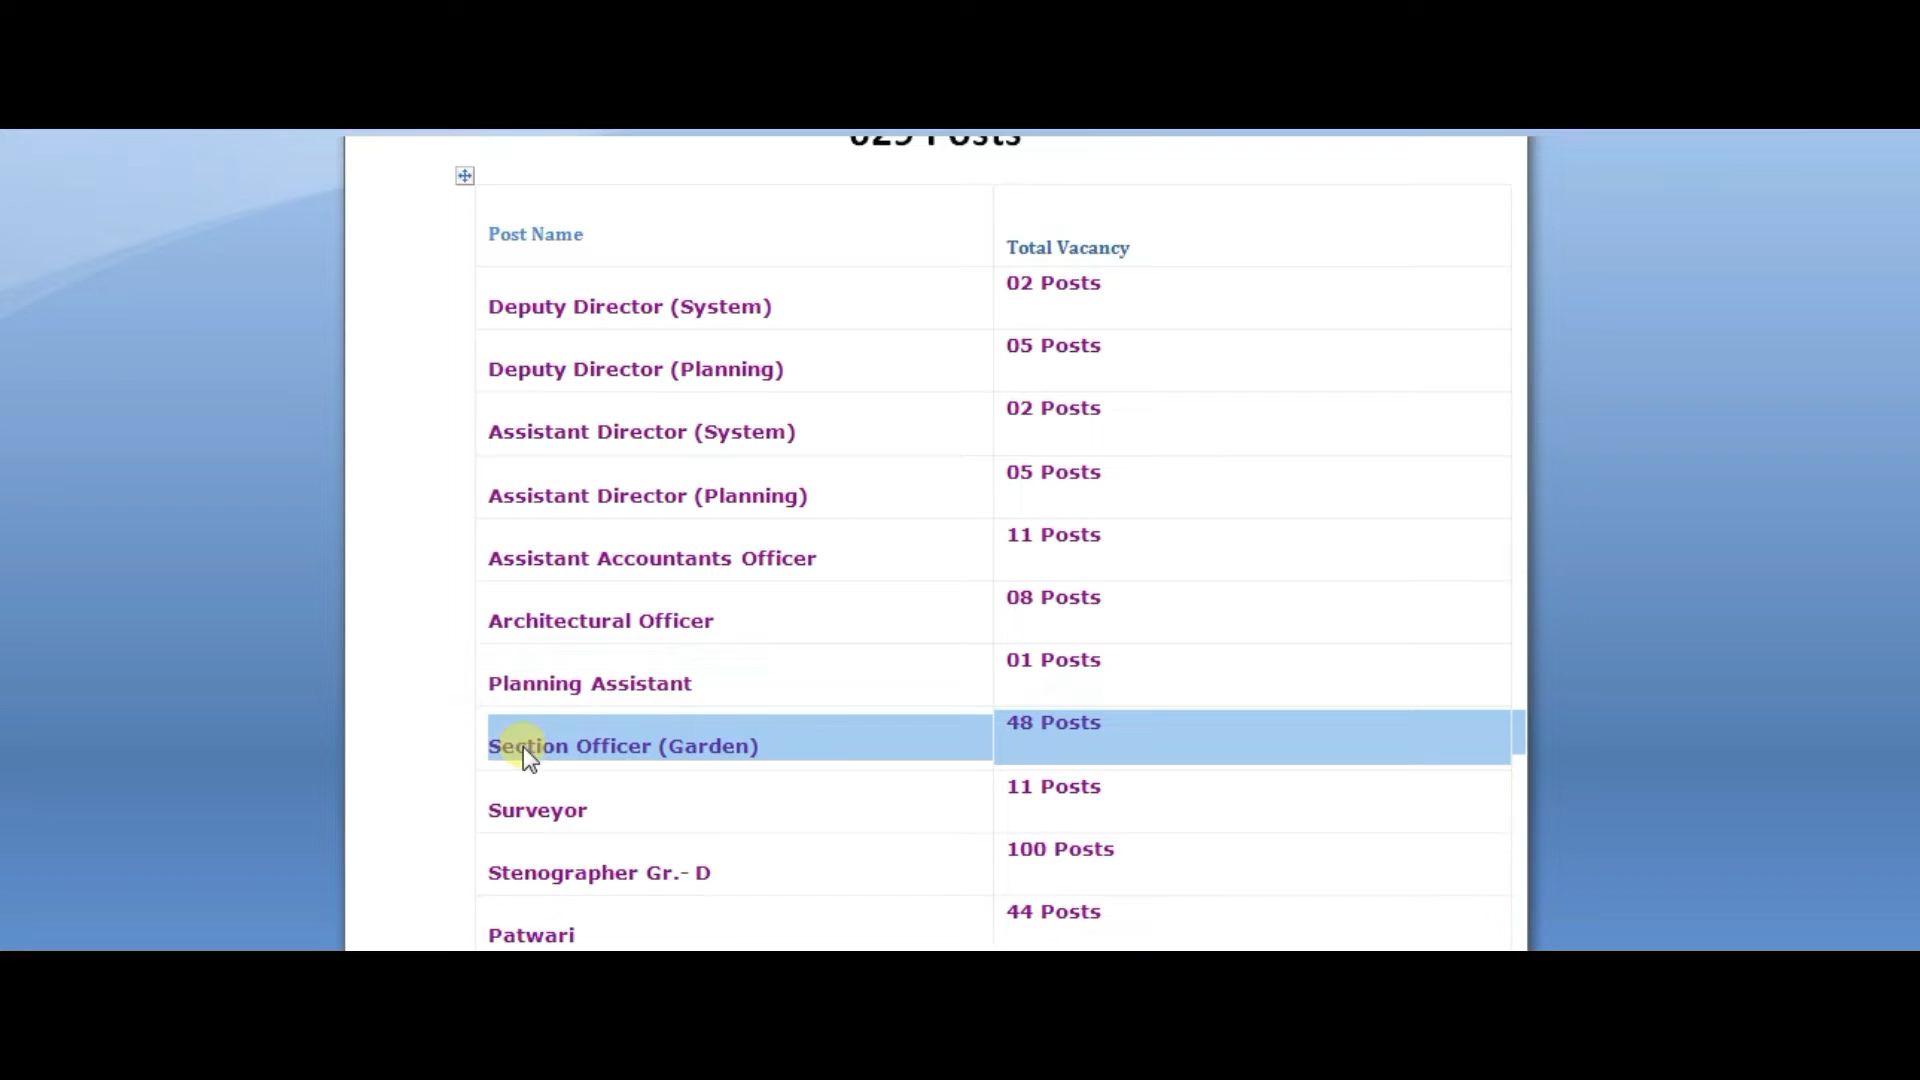 Posts
Post Name
Total Vacancy
Deputy Director (System)
02 Posts
Deputy Director (Planning)
05 Posts
Assistant Director (System)
02 Posts
Assistant Director (Planning)
05 Posts
Assistant Accountants Officer
11 Posts
Architectural Officer
08 Posts
Planning Assistant
01 Posts
Section Officer (Garden)
48 Posts
Surveyor
11 Posts
Stenographer Gr.- D
100 Posts
Patwari
44 Posts